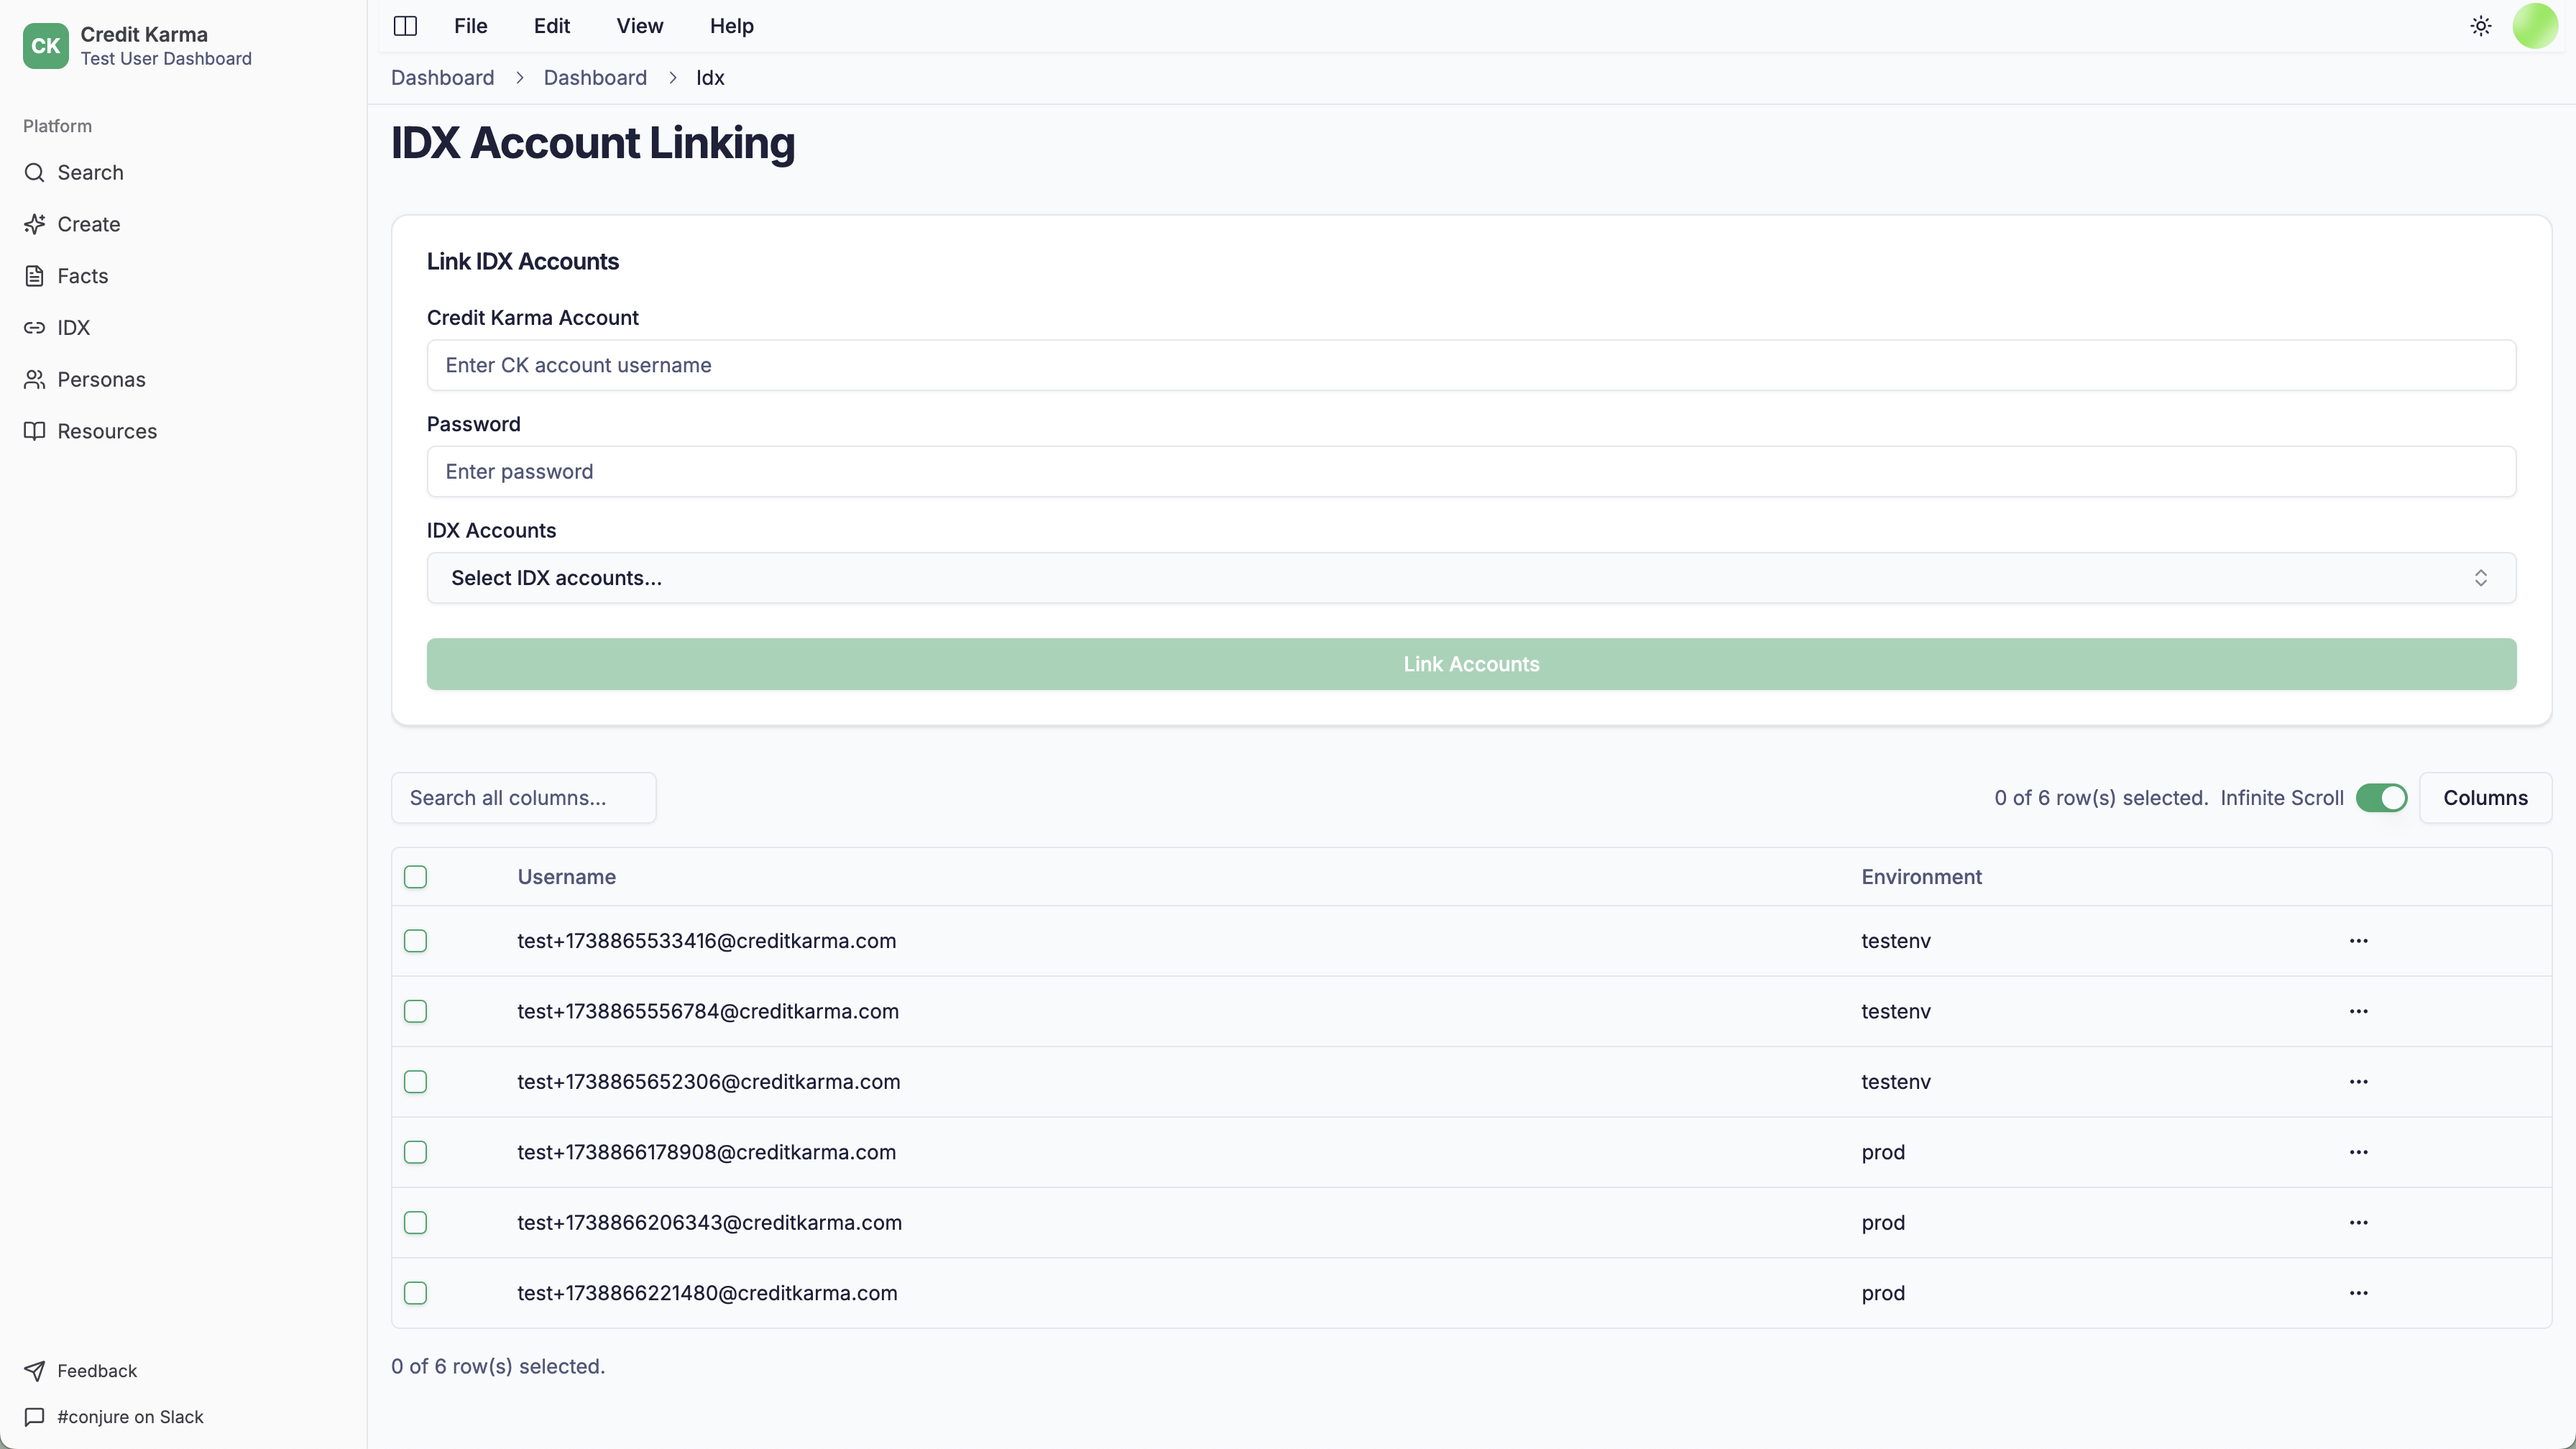 CK
Credit Karma
Test User Dashboard
Platform
Search
Create
Facts
IDX
Personas
Resources
Feedback
#conjure on Slack
File Edit View Help
Dashboard > Dashboard > Idx
IDX Account Linking
Link IDX Accounts
Credit Karma Account
Enter CK account username
Password
Enter password
IDX Accounts
Select IDX accounts...
Link Accounts
Search all columns...
0 of 6 row(s) selected. Infinite Scroll Columns
Username Environment
test+1738865533416@creditkarma.com testenv
test+1738865556784@creditkarma.com testenv
test+1738865652306@creditkarma.com testenv
test+1738866178908@creditkarma.com prod
test+1738866206343@creditkarma.com prod
test+1738866221480@creditkarma.com prod
0 of 6 row(s) selected.